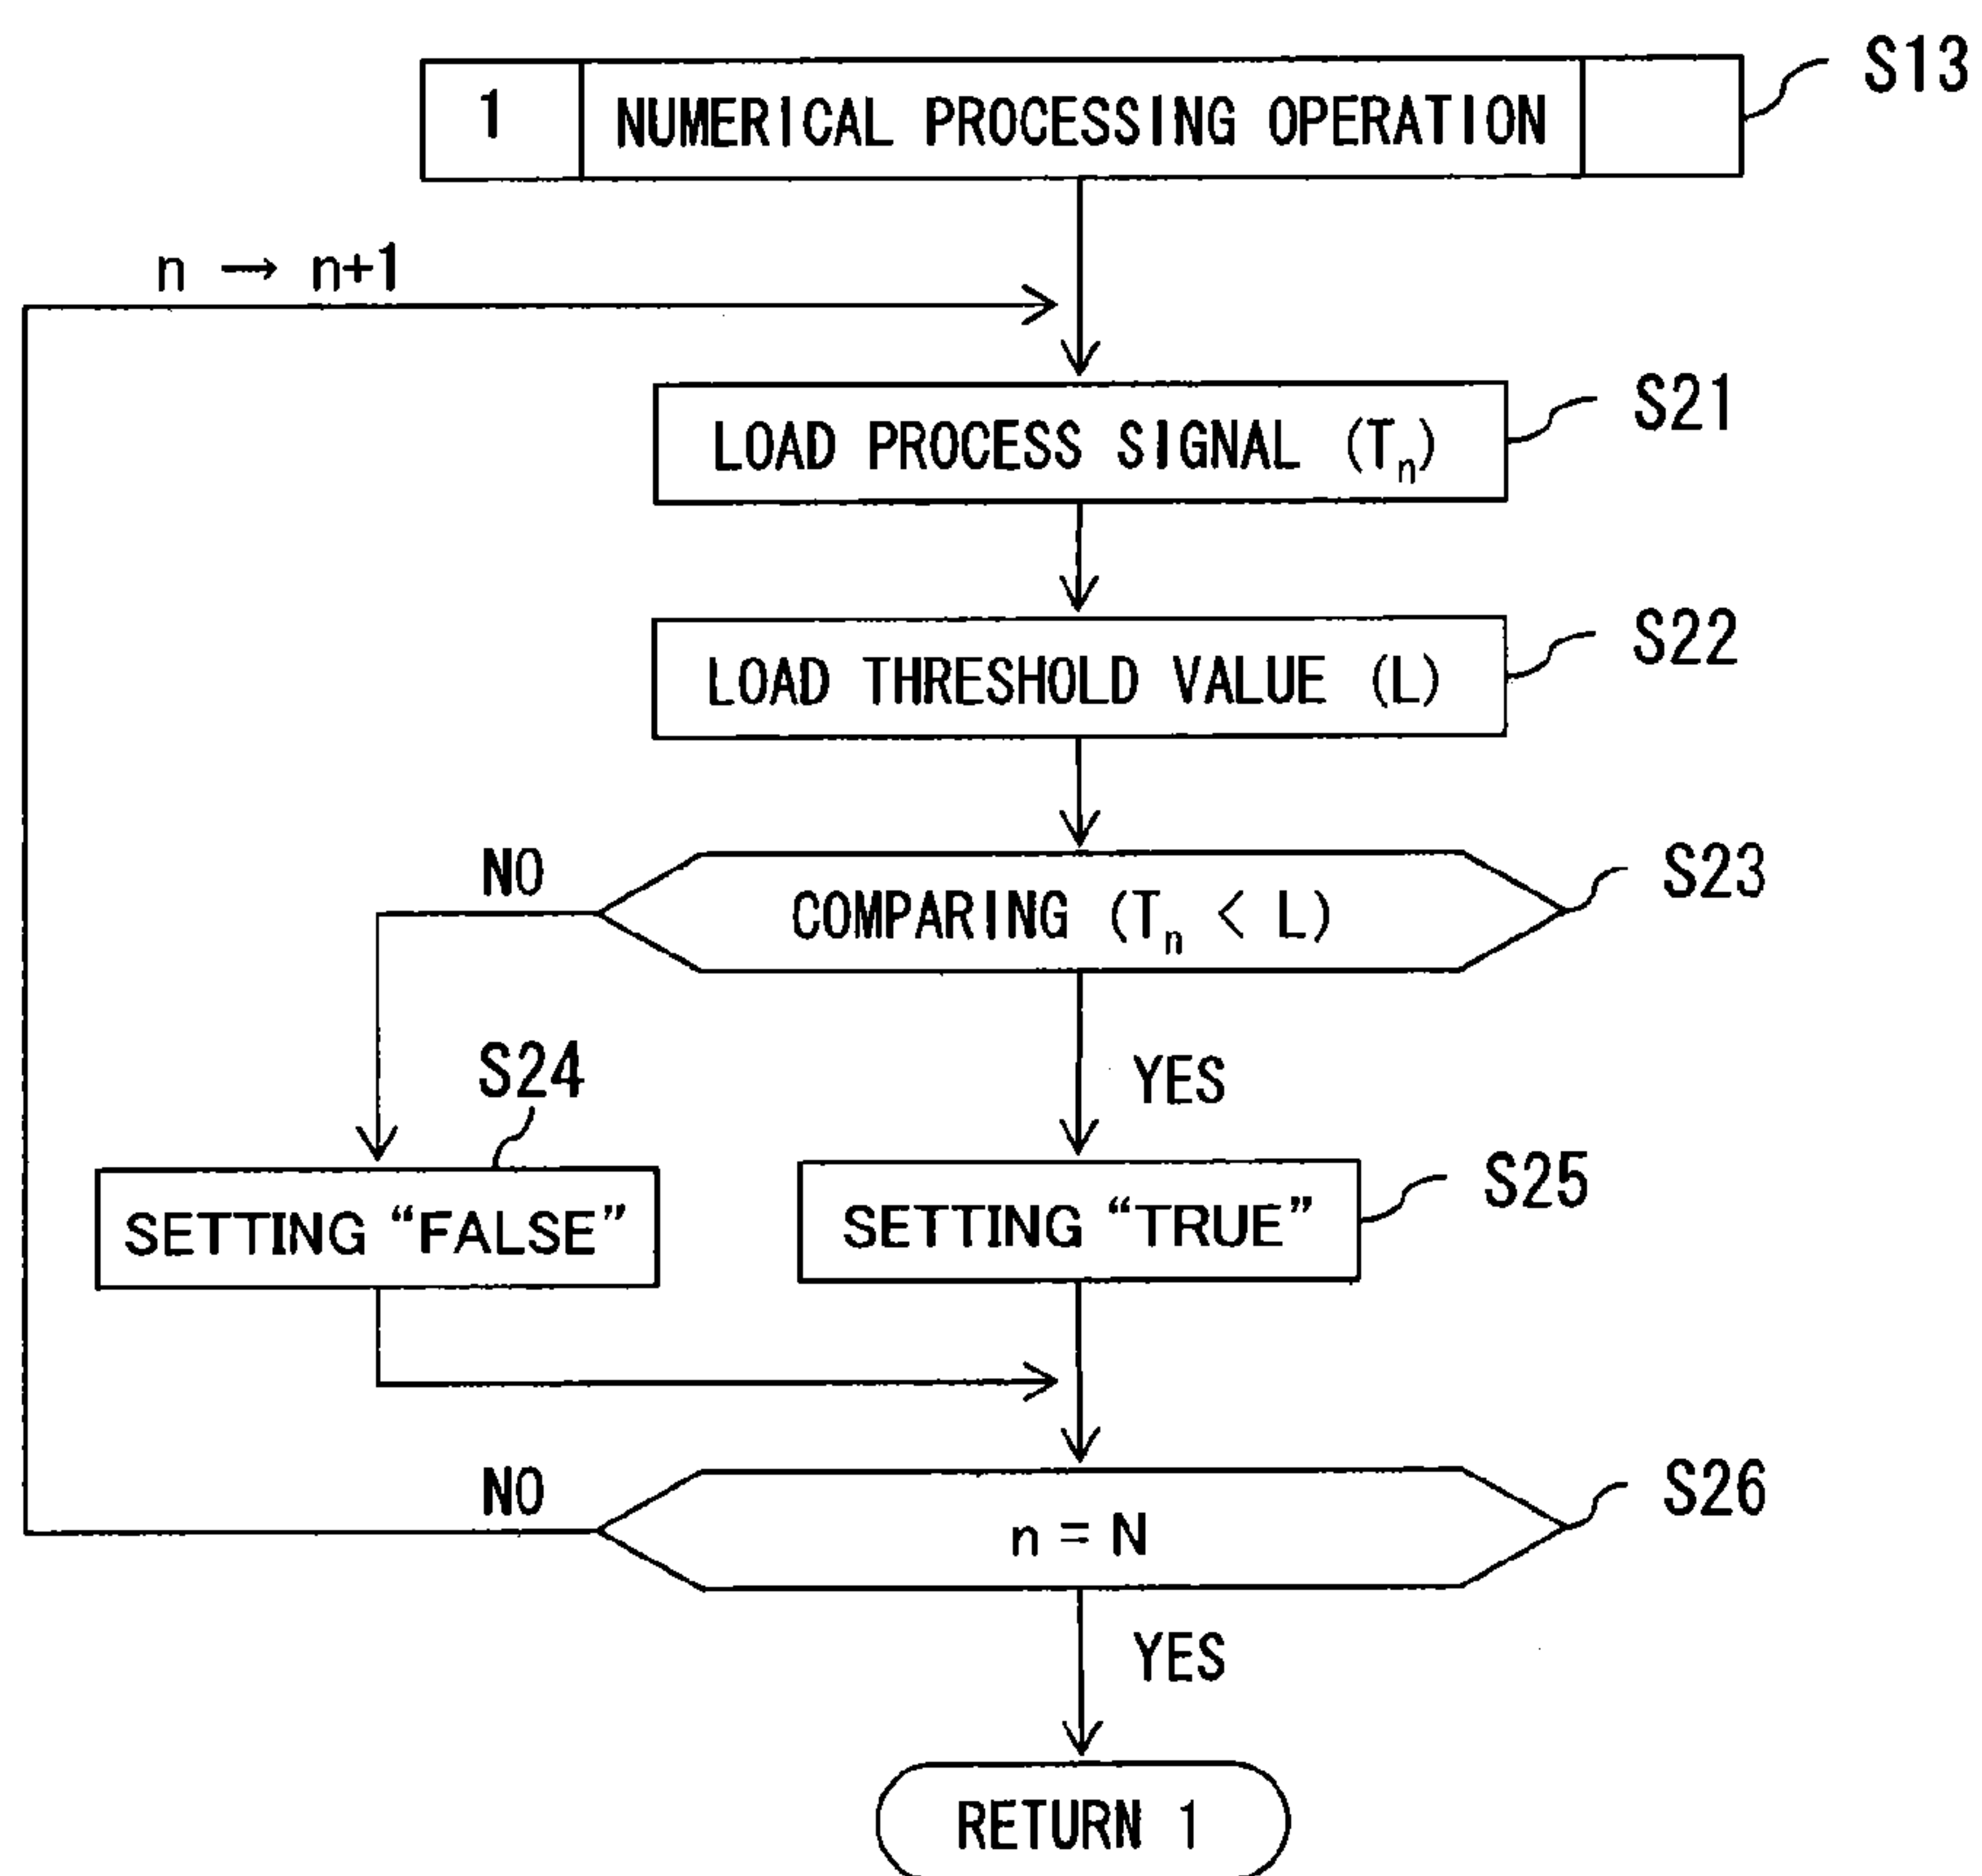 S13
1 NUMERICAL PROCESSING OPERATION
n → n+1
S21
LOAD PROCESS SIGNAL (Tn)
S22
LOAD THRESHOLD VALUE (L)
NO
S23
COMPARING (Tn < L)
S24
YES
S25
SETTING “FALSE”
SETTING “TRUE”
NO
S26
n = N
YES
RETURN 1